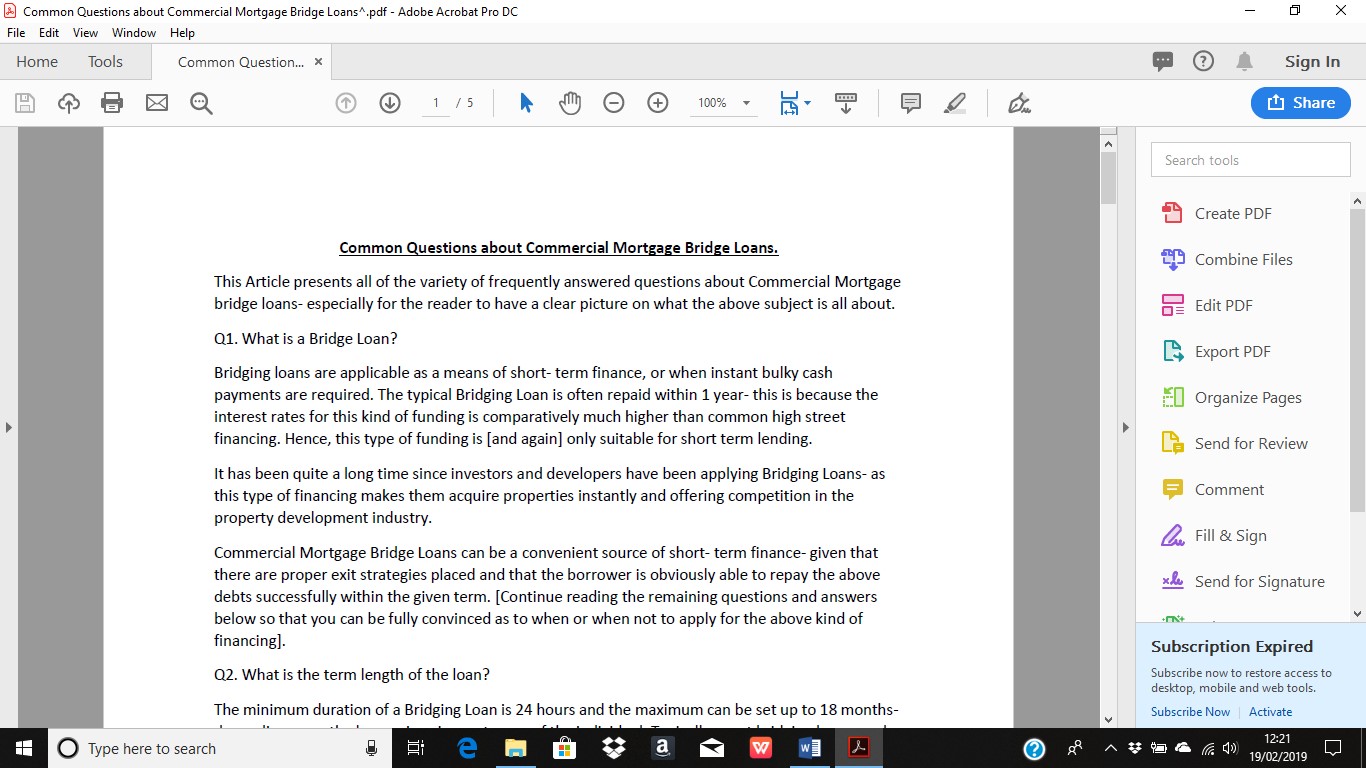 Common Questions about Commercial Mortgage Bridge Loans^.pdf - Adobe Acrobat Pro DC
File Edit View Window Help
Home Tools Common Question... × Sign In
1 / 5 100% Share
Search tools
Create PDF
Combine Files
Edit PDF
Export PDF
Organize Pages
Send for Review
Comment
Fill & Sign
Send for Signature
Subscription Expired
Subscribe now to restore access to
desktop, mobile and web tools.
Subscribe Now | Activate
Common Questions about Commercial Mortgage Bridge Loans.
This Article presents all of the variety of frequently answered questions about Commercial Mortgage
bridge loans- especially for the reader to have a clear picture on what the above subject is all about.
Q1. What is a Bridge Loan?
Bridging loans are applicable as a means of short- term finance, or when instant bulky cash
payments are required. The typical Bridging Loan is often repaid within 1 year- this is because the
interest rates for this kind of funding is comparatively much higher than common high street
financing. Hence, this type of funding is [and again] only suitable for short term lending.
It has been quite a long time since investors and developers have been applying Bridging Loans- as
this type of financing makes them acquire properties instantly and offering competition in the
property development industry.
Commercial Mortgage Bridge Loans can be a convenient source of short- term finance- given that
there are proper exit strategies placed and that the borrower is obviously able to repay the above
debts successfully within the given term. [Continue reading the remaining questions and answers
below so that you can be fully convinced as to when or when not to apply for the above kind of
financing].
Q2. What is the term length of the loan?
The minimum duration of a Bridging Loan is 24 hours and the maximum can be set up to 18 months-
Type here to search
12:21
19/02/2019